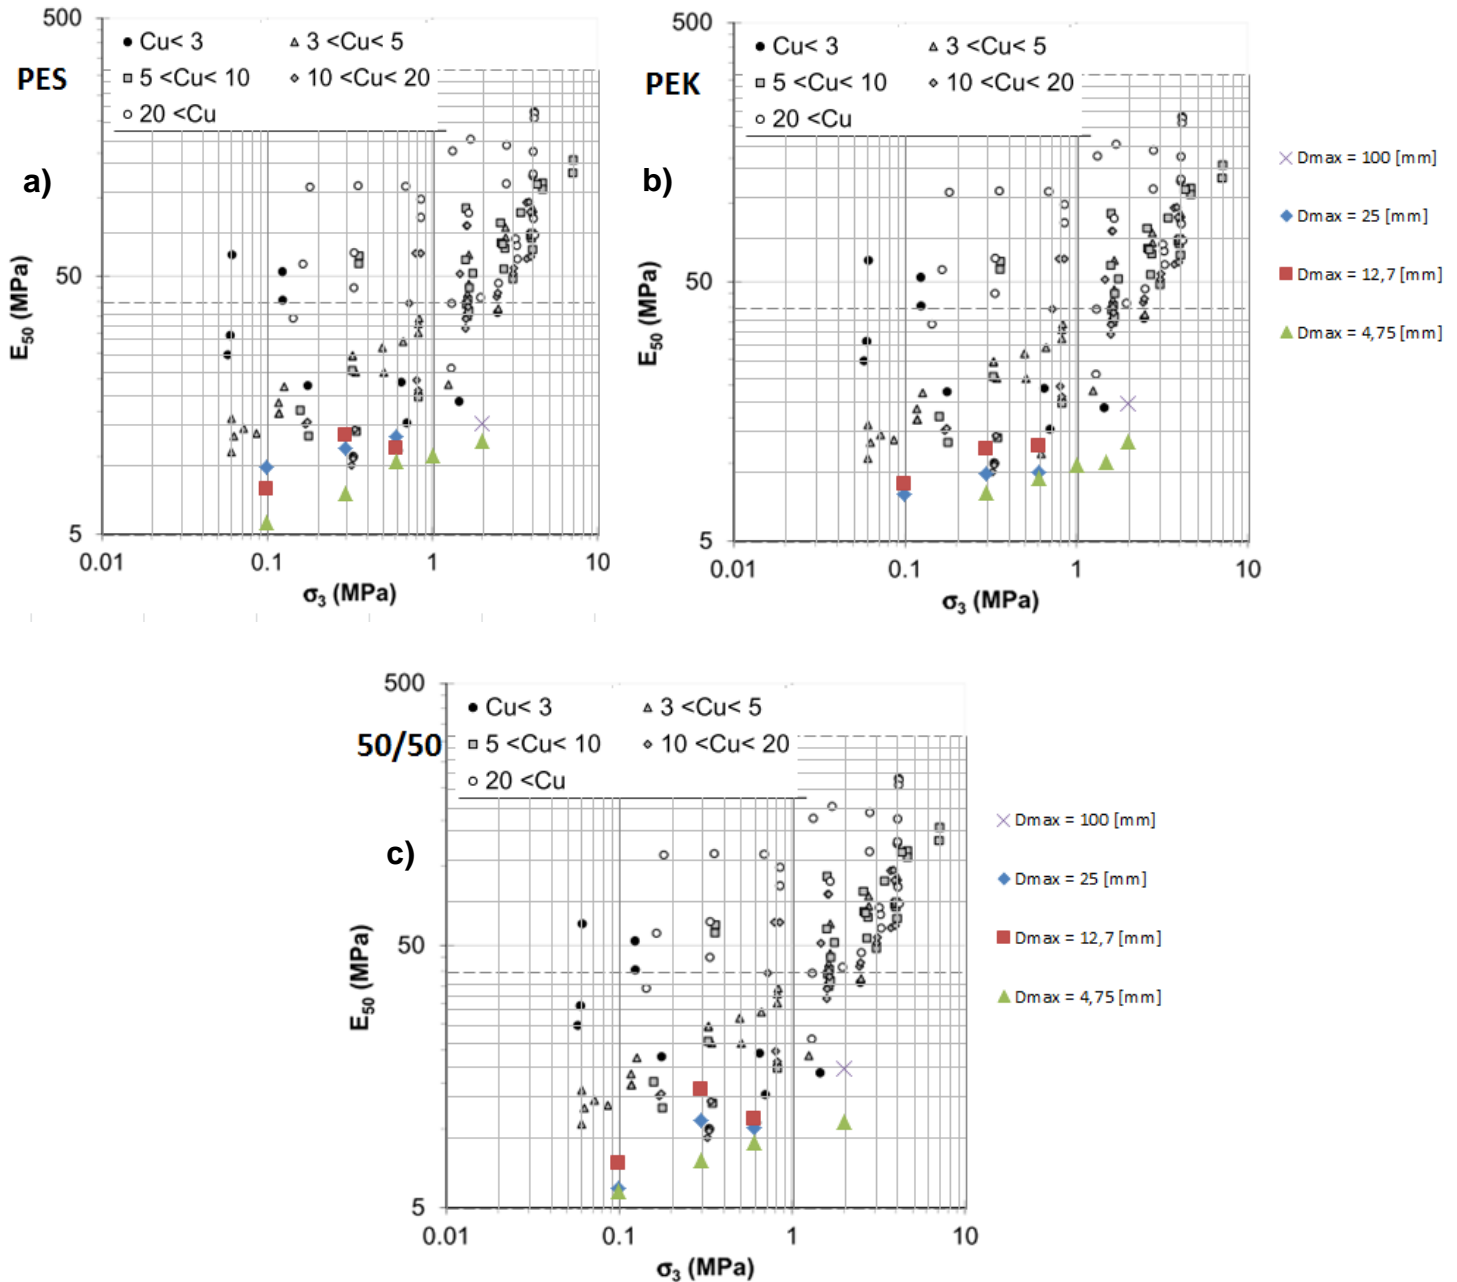 500
Cu< 3
3 <Cu< 5
PES
5 <Cu< 10
10 <Cu< 20
20 <Cu
a)
50
E50 (MPa)
5
0.01
0.1
1
10
σ3 (MPa)
500
Cu< 3
3 <Cu< 5
PEK
5 <Cu< 10
10 <Cu< 20
20 <Cu
b)
50
E50 (MPa)
5
0.01
0.1
1
10
σ3 (MPa)
Dmax = 100 [mm]
Dmax = 25 [mm]
Dmax = 12,7 [mm]
Dmax = 4,75 [mm]
500
Cu< 3
3 <Cu< 5
50/50
5 <Cu< 10
10 <Cu< 20
20 <Cu
c)
50
E50 (MPa)
5
0.01
0.1
1
10
σ3 (MPa)
Dmax = 100 [mm]
Dmax = 25 [mm]
Dmax = 12,7 [mm]
Dmax = 4,75 [mm]